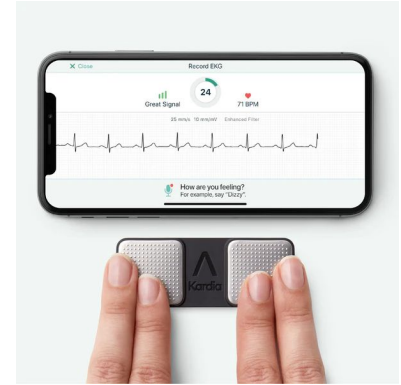 ✕ Close
Record EKG
24
Great Signal
71 BPM
25 mm/s 10 mm/mV Enhanced Filter
How are you feeling?
For example, say "Dizzy".
Kardia